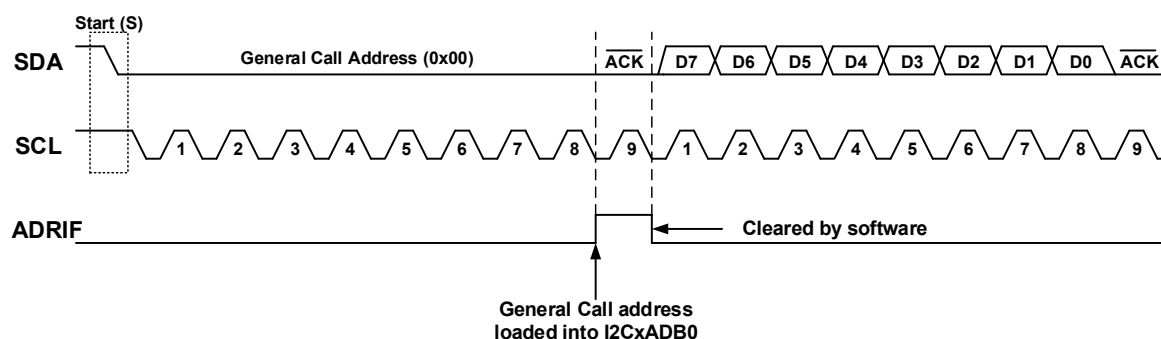 Start (S)
SDA General Call Address (0x00) ACK D7 D6 D5 D4 D3 D2 D1 D0 ACK
SCL 1 2 3 4 5 6 7 8 9 1 2 3 4 5 6 7 8 9
ADRIF Cleared by software
General Call address
loaded into I2CxADB0